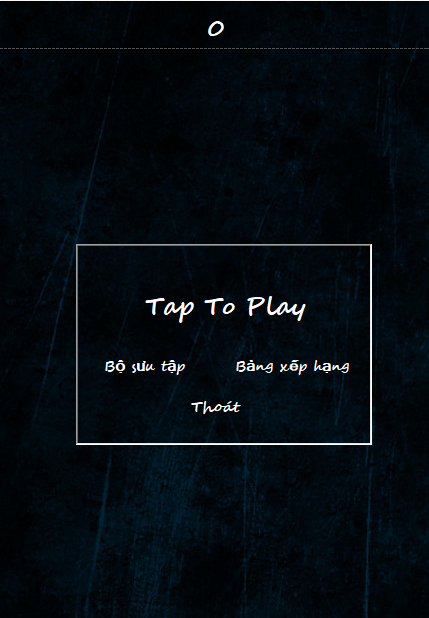 0
Tap To Play
Bộ sưu tập Bảng xếp hạng
Thoát